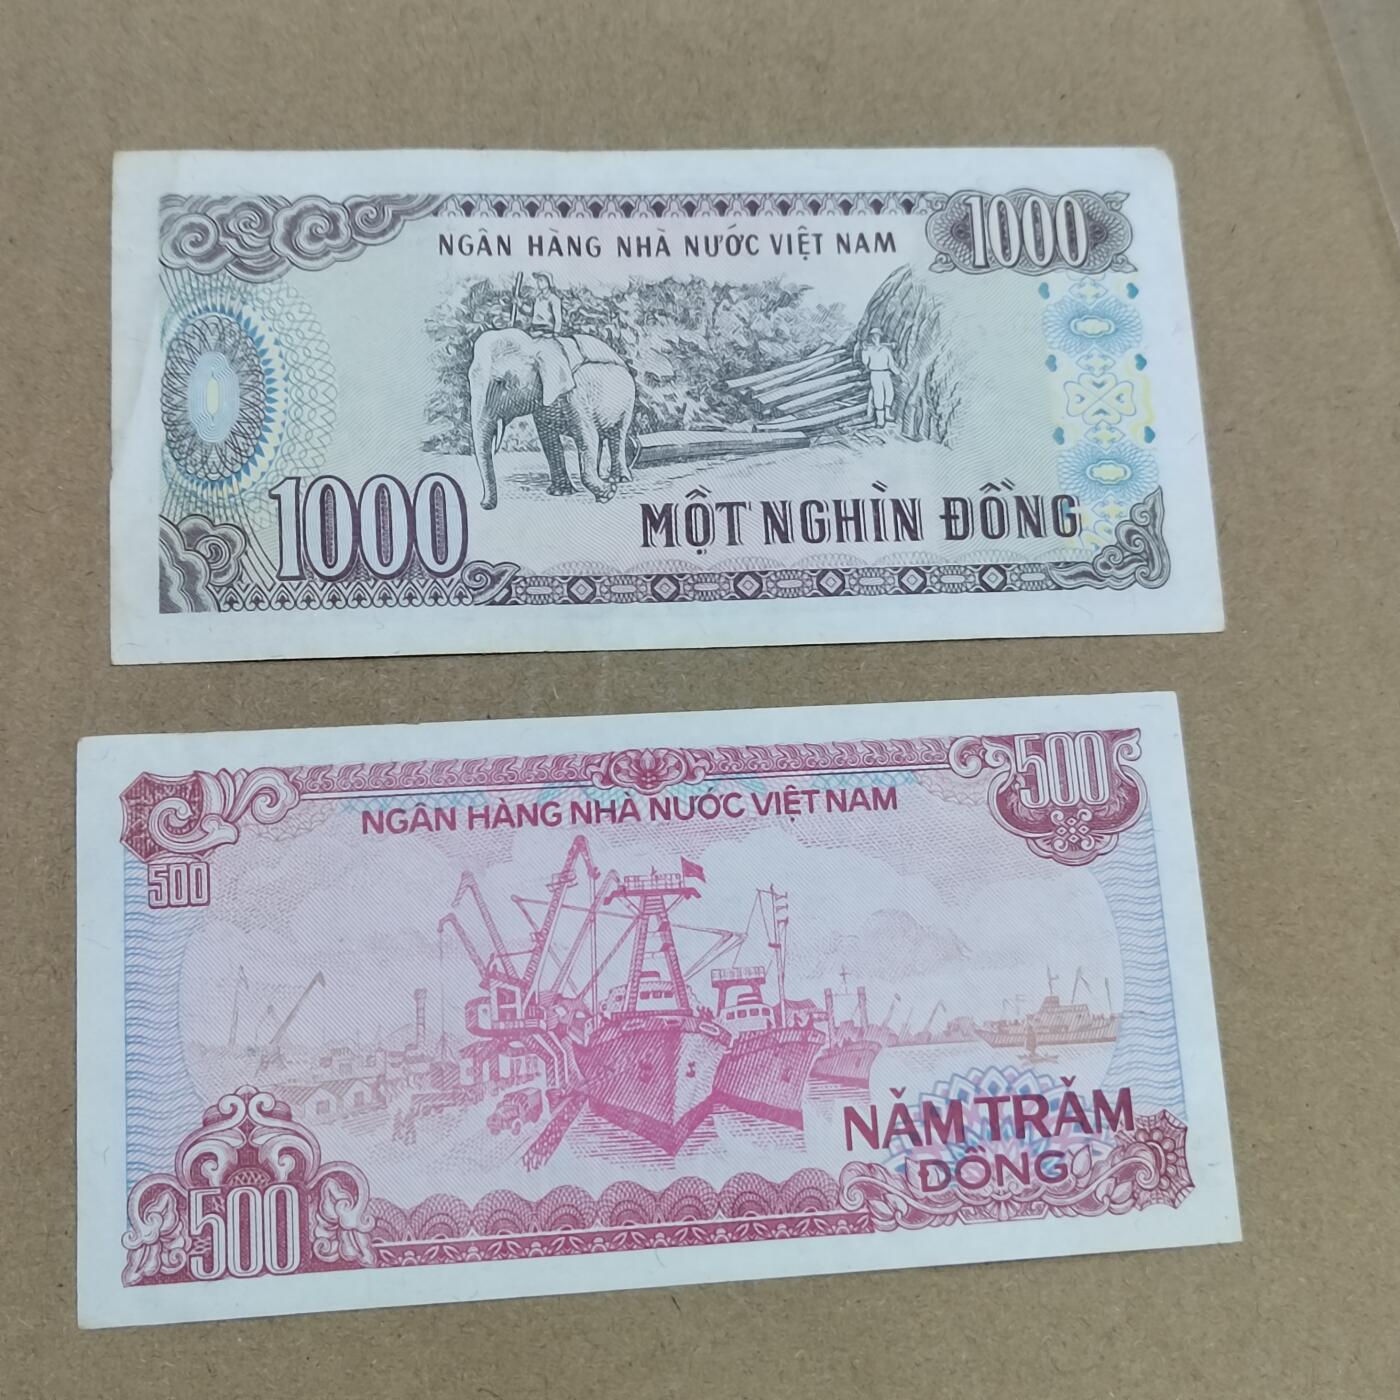 NGÂN HÀNG NHÀ NƯỚC VIỆT NAM
1000
1000
MỘT NGHÌN ĐỒNG
500
NGÂN HÀNG NHÀ NƯỚC VIỆT NAM
500
NĂM TRĂM
ĐỒNG
500